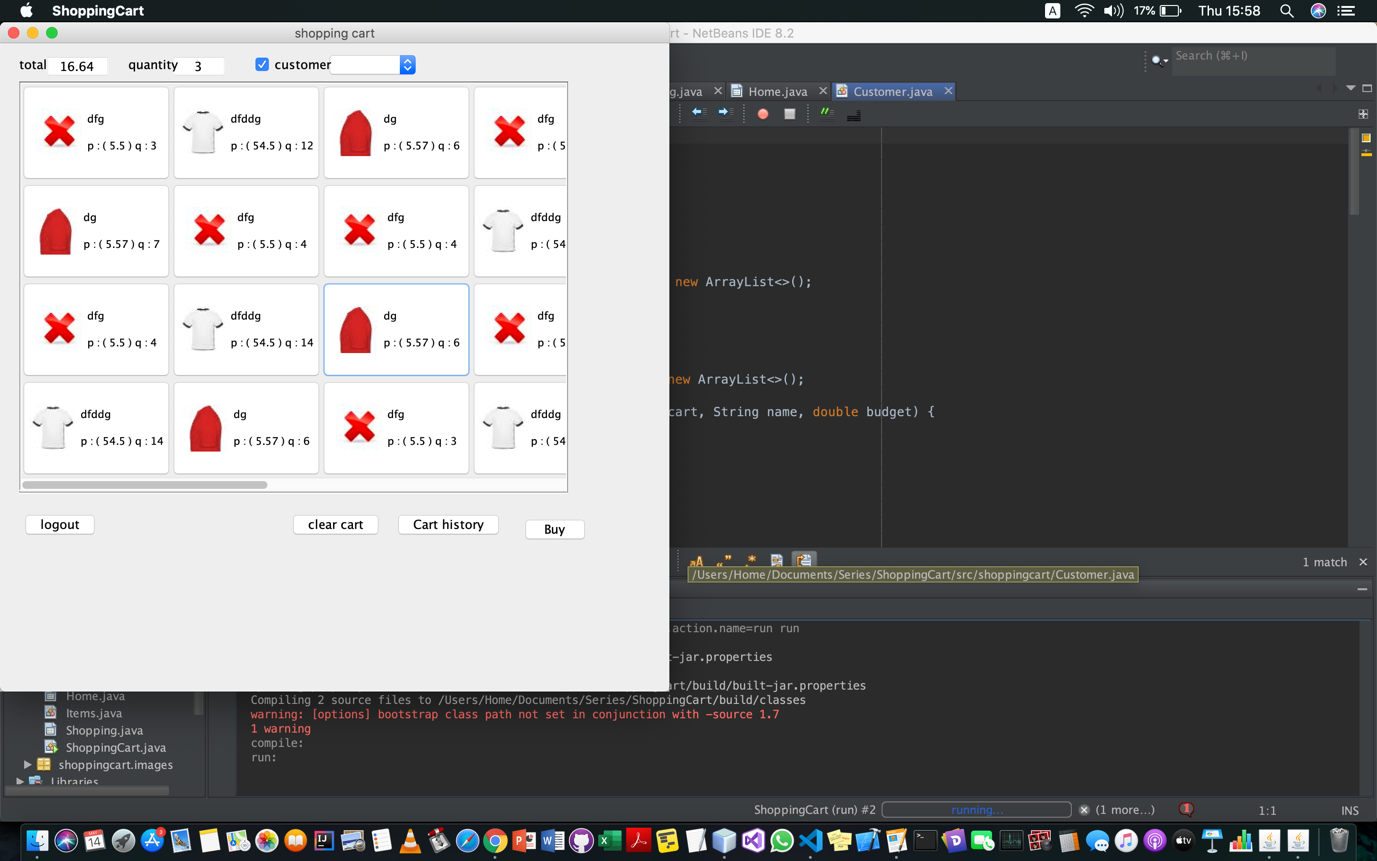 ShoppingCart
A
17%
Thu 15:58
shopping cart
rt - NetBeans IDE 8.2
total 16.64 quantity 3 customer
Search (⌘+I)
g.java Home.java Customer.java
dfg dfddg dg dfg
p : ( 5.5 ) q : 3 p : ( 54.5 ) q : 12 p : ( 5.57 ) q : 6 p : ( 5
dg dfg dfg dfddg
p : ( 5.57 ) q : 7 p : ( 5.5 ) q : 4 p : ( 5.5 ) q : 4 p : ( 54
dfg dfddg dg dfg
p : ( 5.5 ) q : 4 p : ( 54.5 ) q : 14 p : ( 5.57 ) q : 6 p : ( 5
dfddg dg dfg dfddg
p : ( 54.5 ) q : 14 p : ( 5.57 ) q : 6 p : ( 5.5 ) q : 3 p : ( 54
new ArrayList<>();
new ArrayList<>();
cart, String name, double budget) {
logout clear cart Cart history Buy
1 match
/Users/Home/Documents/Series/ShoppingCart/src/shoppingcart/Customer.java
action.name=run run
t-jar.properties
art/build/built-jar.properties
Compiling 2 source files to /Users/Home/Documents/Series/ShoppingCart/build/classes
warning: [options] bootstrap class path not set in conjunction with -source 1.7
1 warning
compile:
run:
Home.java
Items.java
Shopping.java
ShoppingCart.java
shoppingcart.images
Libraries
ShoppingCart (run) #2 running... (1 more...) 1:1 INS